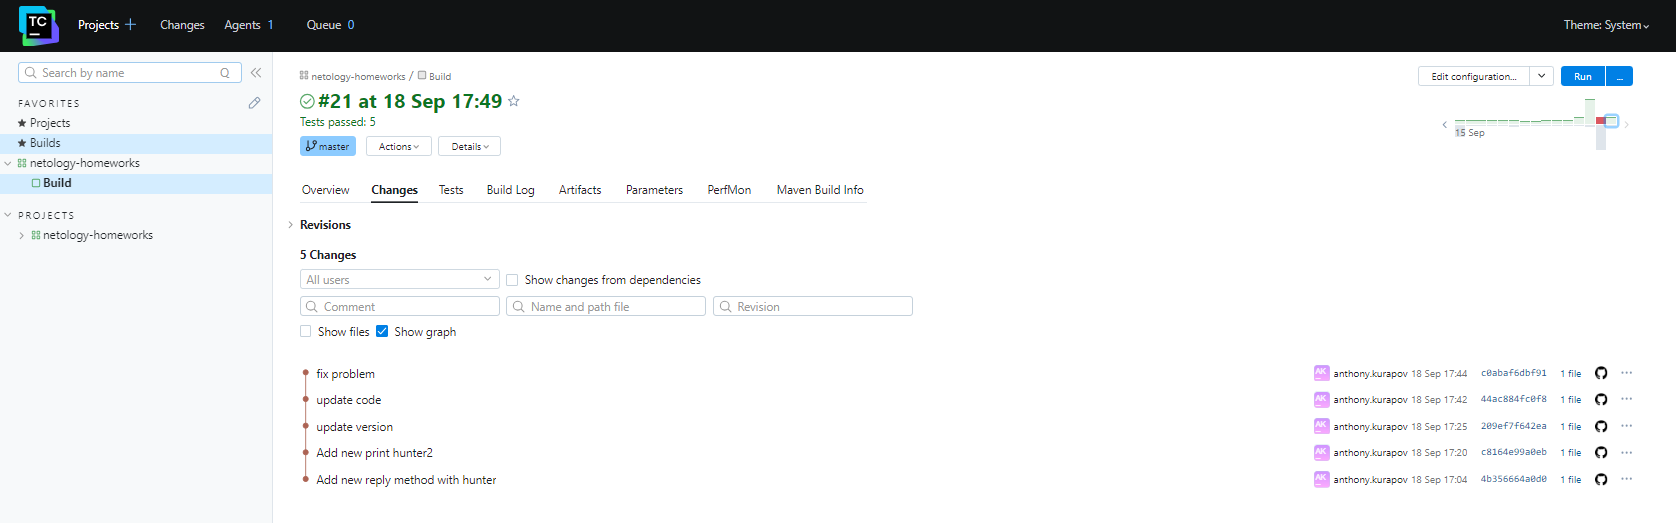 TC
Projects Changes Agents 1 Queue 0 Theme: System
Search by name Q
FAVORITES
Projects
Builds
netology-homeworks
Build
PROJECTS
netology-homeworks
netology-homeworks / Build
Edit configuration... Run ...
#21 at 18 Sep 17:49
Tests passed: 5
15 Sep
master Actions Details
Overview Changes Tests Build Log Artifacts Parameters PerfMon Maven Build Info
Revisions
5 Changes
All users Show changes from dependencies
Comment Name and path file Revision
Show files Show graph
fix problem AK anthony.kurapov 18 Sep 17:44 c0abaf6dbf91 1 file
update code AK anthony.kurapov 18 Sep 17:42 44ac884fc0f8 1 file
update version AK anthony.kurapov 18 Sep 17:25 209ef7f642ea 1 file
Add new print hunter2 AK anthony.kurapov 18 Sep 17:20 c8164e99a0eb 1 file
Add new reply method with hunter AK anthony.kurapov 18 Sep 17:04 4b356664a0d0 1 file